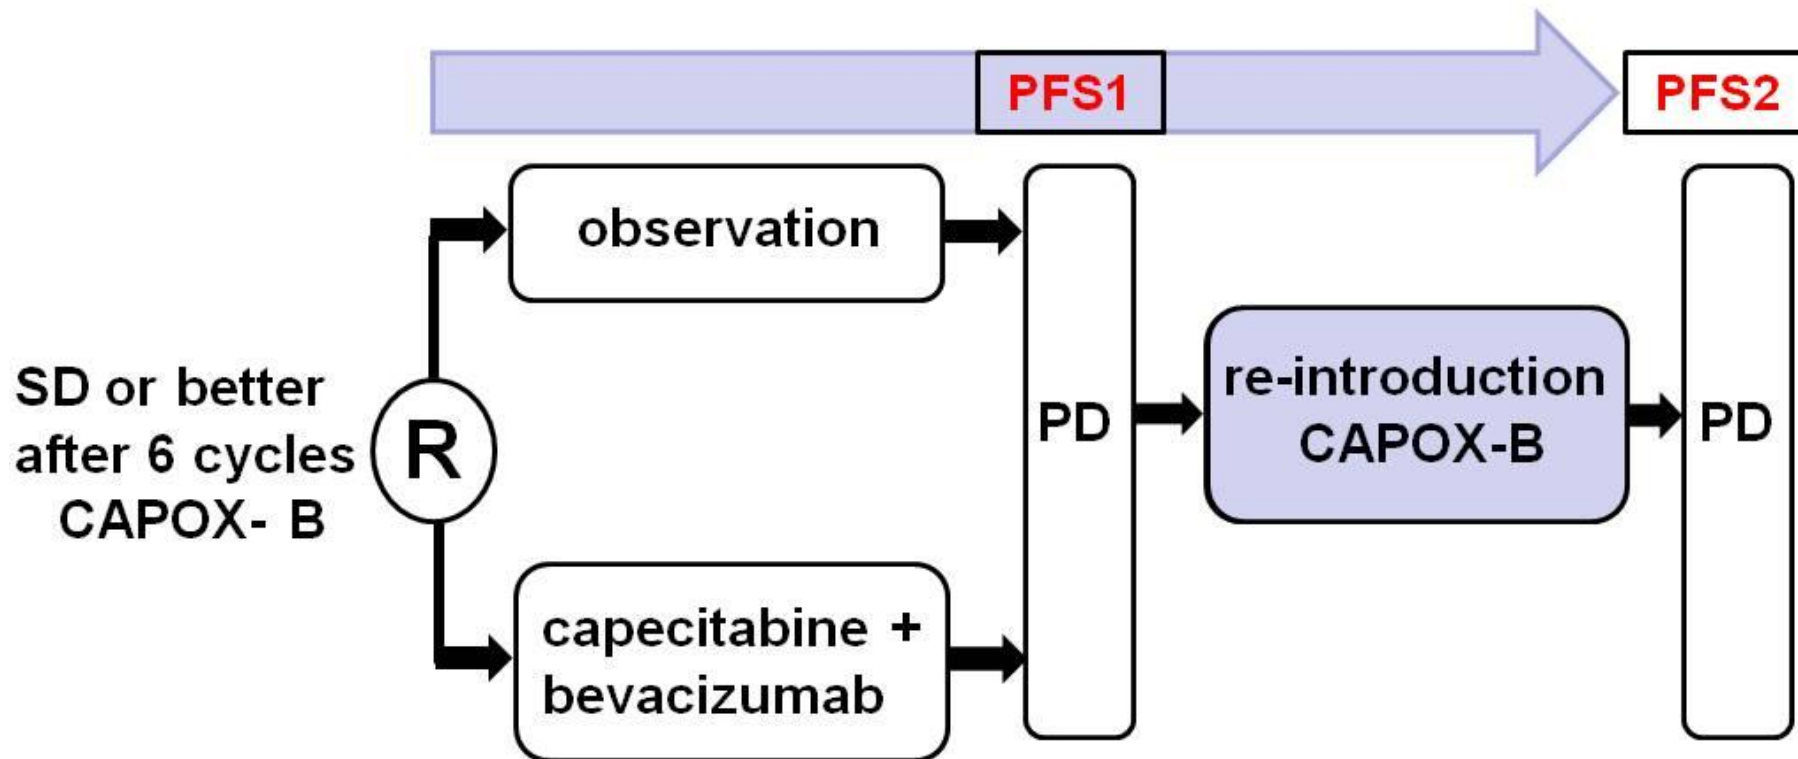 PFS1
PFS2
observation
SD or better
after 6 cycles
CAPOX- B
R
capecitabine +
bevacizumab
PD
re-introduction
CAPOX-B
PD